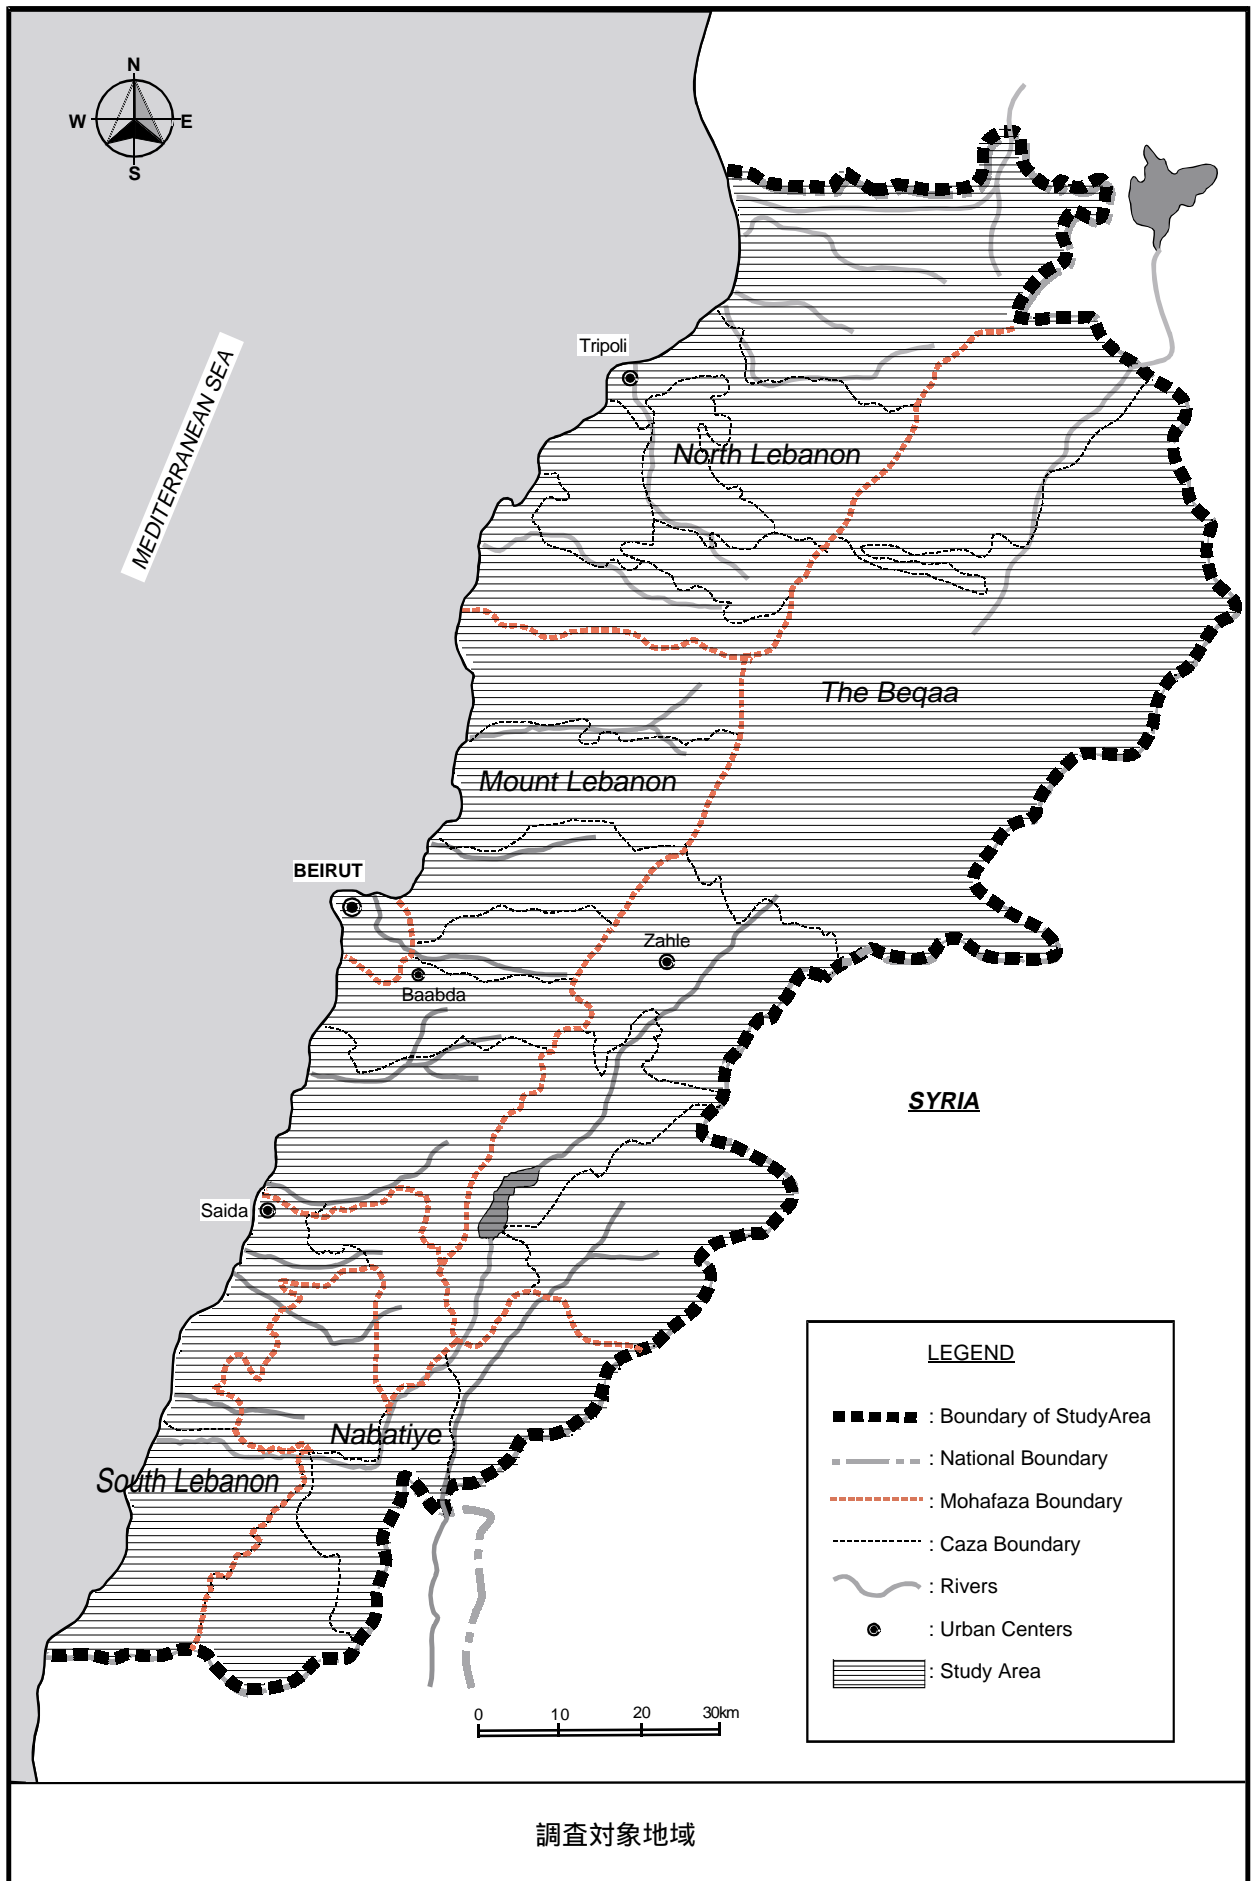 N
W
E
S
MEDITERRANEAN SEA
Tripoli
North Lebanon
The Beqaa
Mount Lebanon
BEIRUT
Zahle
Baabda
SYRIA
Saida
Nabatiye
South Lebanon
LEGEND
: Boundary of StudyArea
: National Boundary
: Mohafaza Boundary
: Caza Boundary
: Rivers
: Urban Centers
: Study Area
0 10 20 30km
調査対象地域